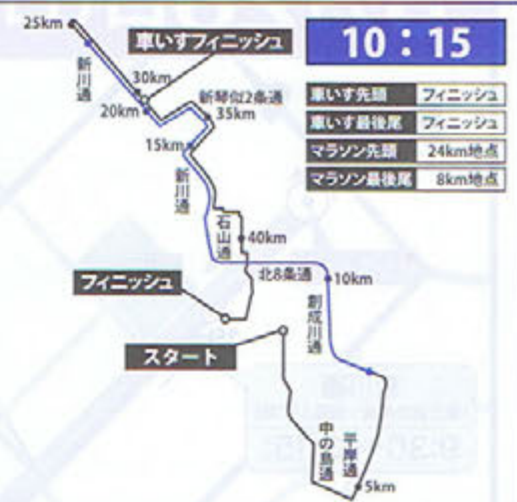 25km
車いすフィニッシュ
10:15
新川通
30km
20km
新琴似2条通
35km
車いす先頭 フィニッシュ
車いす最後尾 フィニッシュ
マラソン先頭 24km地点
マラソン最後尾 8km地点
15km
新川通
石山通
40km
北8条通
10km
フィニッシュ
創成川通
スタート
中の島通
平岸通
5km